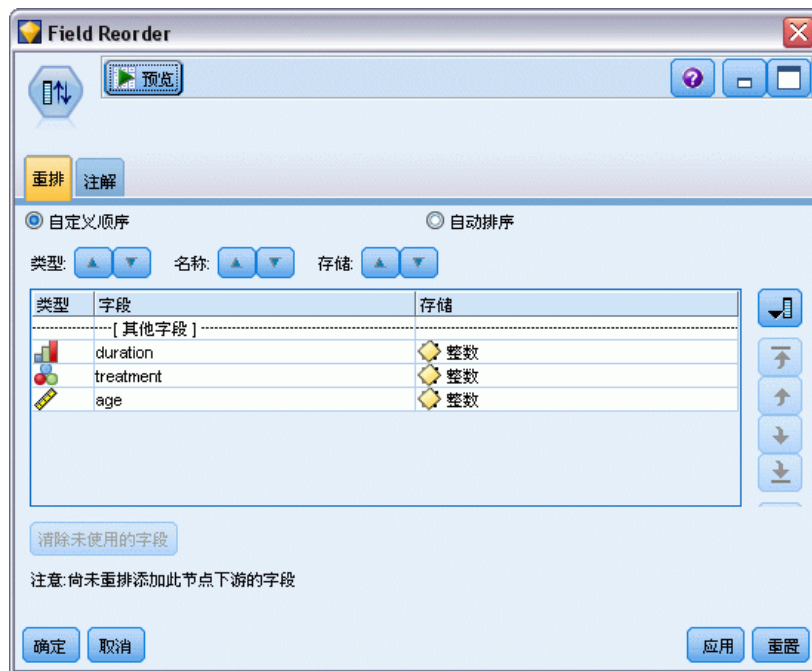 Field Reorder
预览
重排 注解
自定义顺序 自动排序
类型: 名称: 存储:
类型 字段 存储
[ 其他字段 ]
duration 整数
treatment 整数
age 整数
清除未使用的字段
注意:尚未重排添加此节点下游的字段
确定 取消 应用 重置